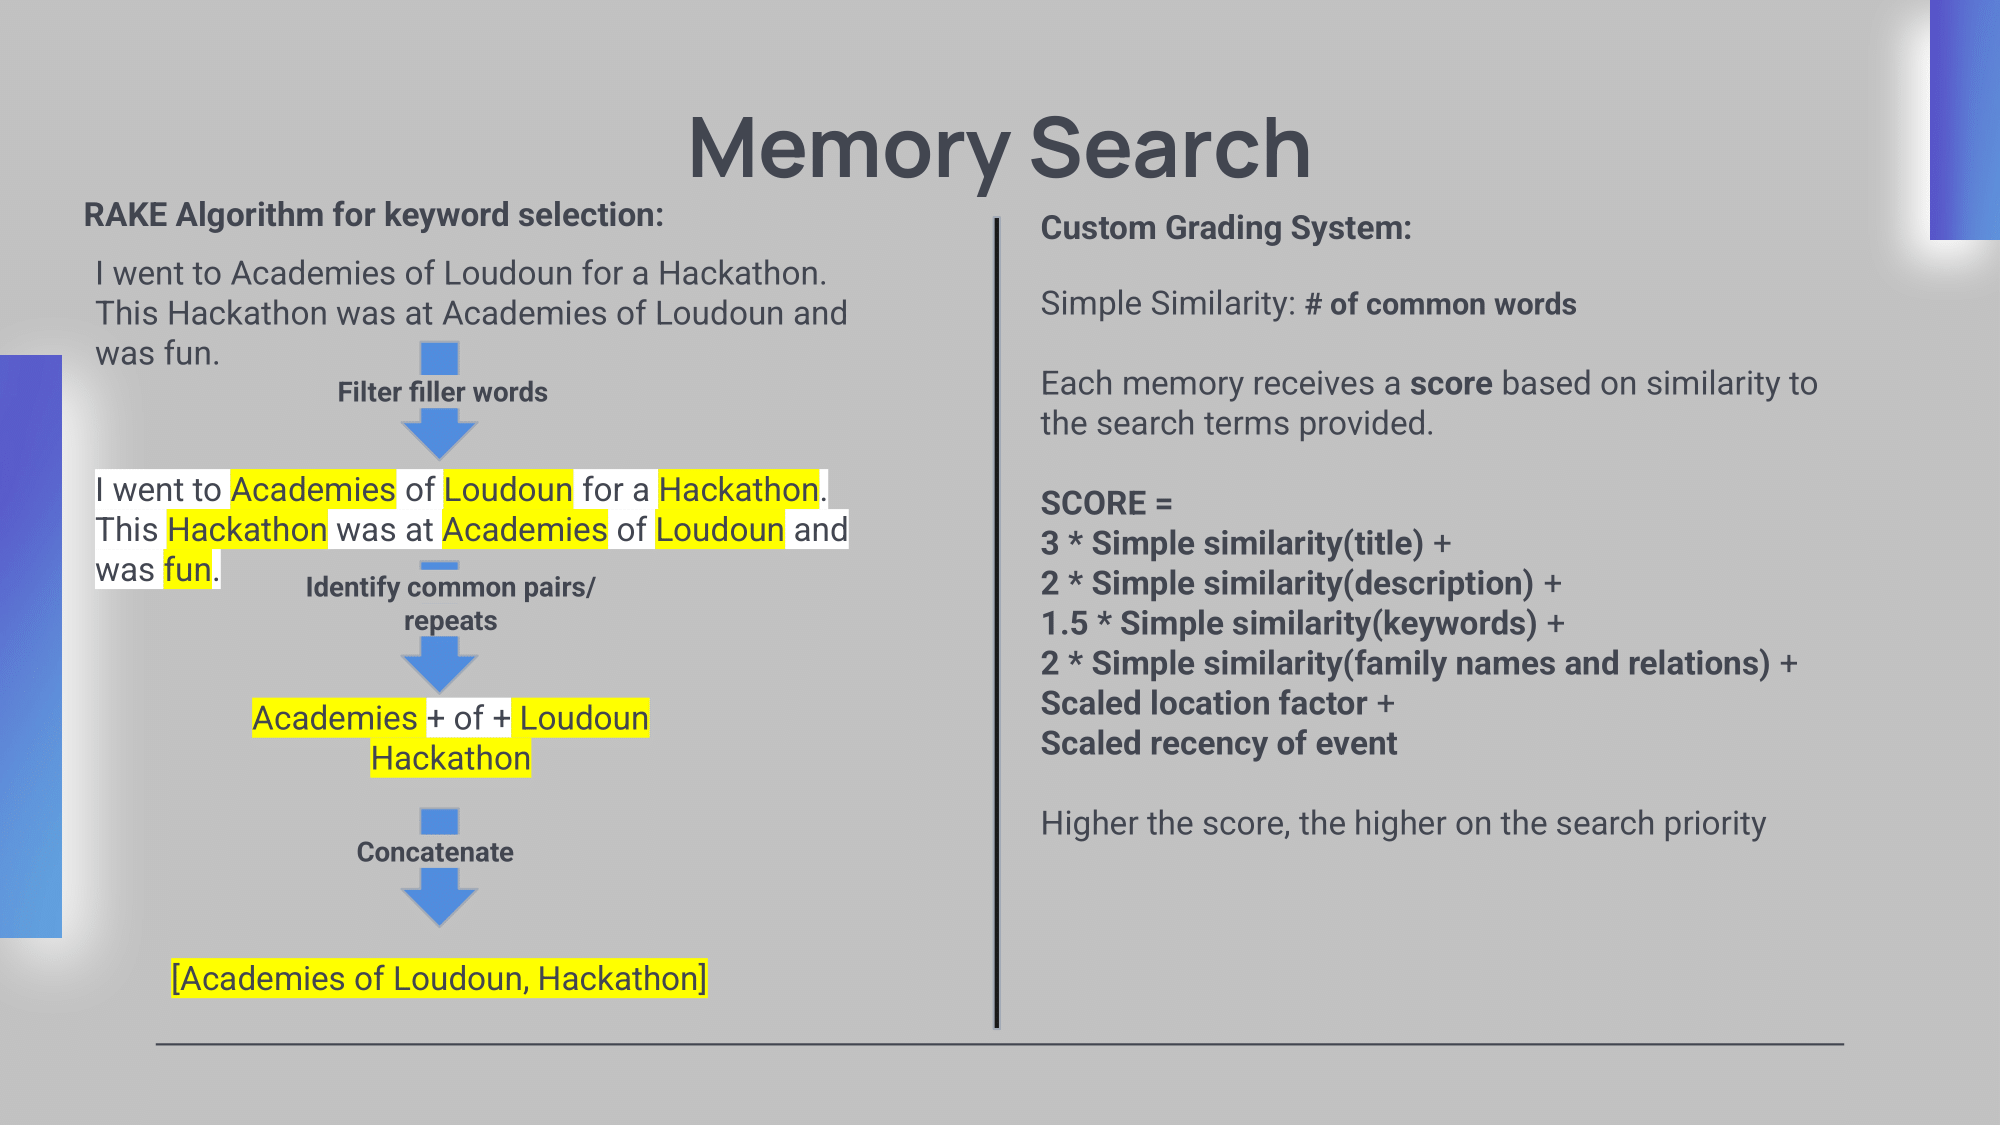 Memory Search
RAKE Algorithm for keyword selection:
I went to Academies of Loudoun for a Hackathon.
This Hackathon was at Academies of Loudoun and
was fun.
Filter filler words
I went to Academies of Loudoun for a Hackathon.
This Hackathon was at Academies of Loudoun and
was fun.
Identify common pairs/
repeats
Academies + of + Loudoun
Hackathon
Concatenate
[Academies of Loudoun, Hackathon]
Custom Grading System:
Simple Similarity: # of common words
Each memory receives a score based on similarity to
the search terms provided.
SCORE =
3 * Simple similarity(title) +
2 * Simple similarity(description) +
1.5 * Simple similarity(keywords) +
2 * Simple similarity(family names and relations) +
Scaled location factor +
Scaled recency of event
Higher the score, the higher on the search priority